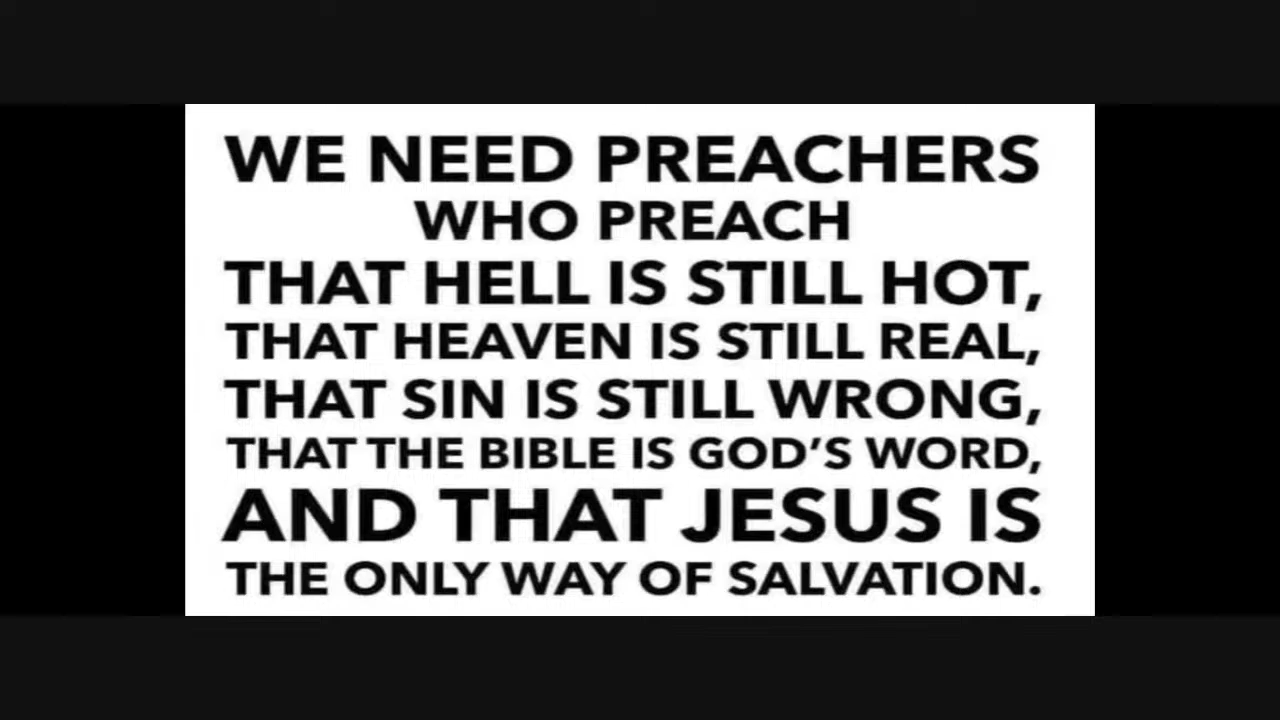 WE NEED PREACHERS
WHO PREACH
THAT HELL IS STILL HOT,
THAT HEAVEN IS STILL REAL,
THAT SIN IS STILL WRONG,
THAT THE BIBLE IS GOD'S WORD,
AND THAT JESUS IS
THE ONLY WAY OF SALVATION.